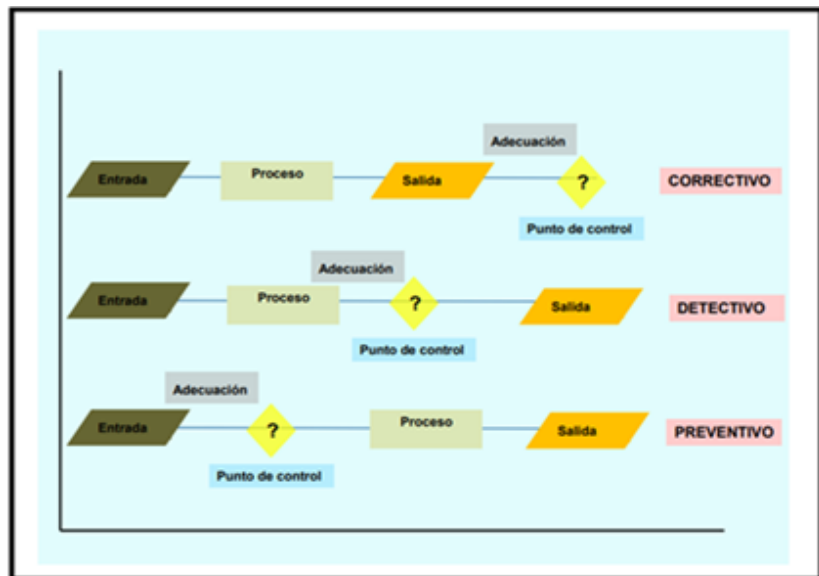 Adecuación
Entrada
Proceso
Salida
?
CORRECTIVO
Punto de control
Adecuación
Entrada
Proceso
?
Salida
DETECTIVO
Punto de control
Adecuación
Entrada
?
Proceso
Salida
PREVENTIVO
Punto de control